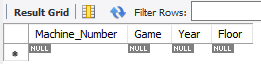 Result Grid Filter Rows:
Machine_Number Game Year Floor
NULL NULL NULL NULL